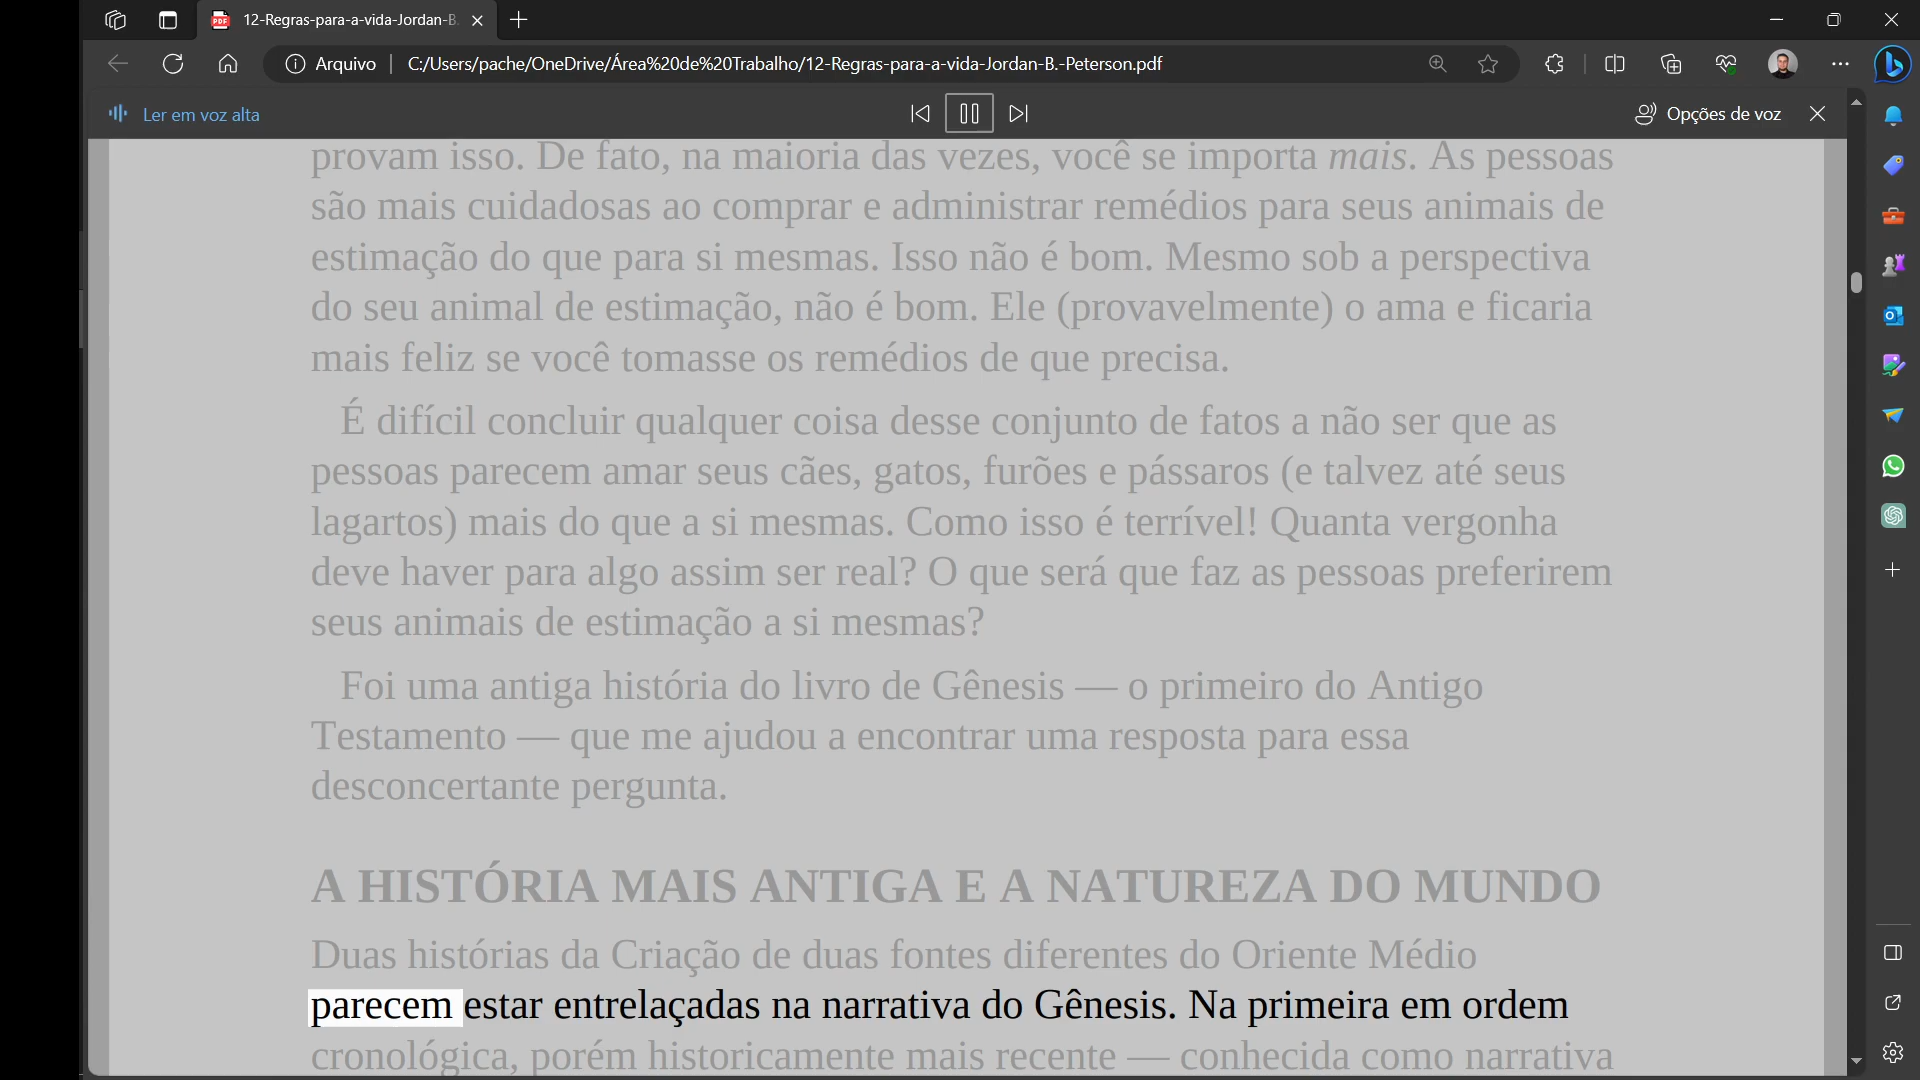 12-Regras-para-a-vida-Jordan-B.
Arquivo
C:/Users/pache/OneDrive/Área%20de%20Trabalho/12-Regras-para-a-vida-Jordan-B.-Peterson.pdf
Ler em voz alta
Opções de voz
provam isso. De fato, na maioria das vezes, você se importa mais. As pessoas
são mais cuidadosas ao comprar e administrar remédios para seus animais de
estimação do que para si mesmas. Isso não é bom. Mesmo sob a perspectiva
do seu animal de estimação, não é bom. Ele (provavelmente) o ama e ficaria
mais feliz se você tomasse os remédios de que precisa.
É difícil concluir qualquer coisa desse conjunto de fatos a não ser que as
pessoas parecem amar seus cães, gatos, furões e pássaros (e talvez até seus
lagartos) mais do que a si mesmas. Como isso é terrível! Quanta vergonha
deve haver para algo assim ser real? O que será que faz as pessoas preferirem
seus animais de estimação a si mesmas?
Foi uma antiga história do livro de Gênesis — o primeiro do Antigo
Testamento — que me ajudou a encontrar uma resposta para essa
desconcertante pergunta.
A HISTÓRIA MAIS ANTIGA E A NATUREZA DO MUNDO
Duas histórias da Criação de duas fontes diferentes do Oriente Médio
parecem estar entrelaçadas na narrativa do Gênesis. Na primeira em ordem
cronológica, porém historicamente mais recente — conhecida como narrativa